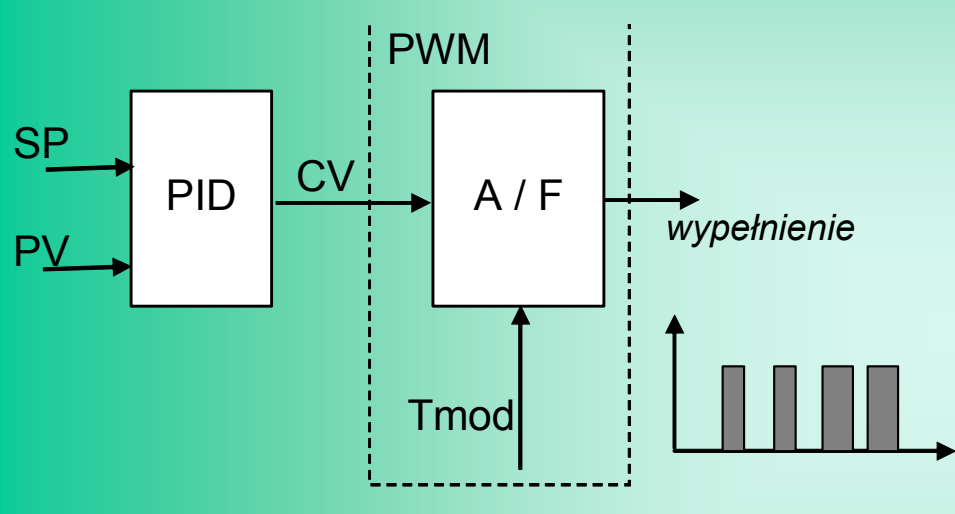 PWM
SP
PID
CV
A / F
wypełnienie
PV
Tmod